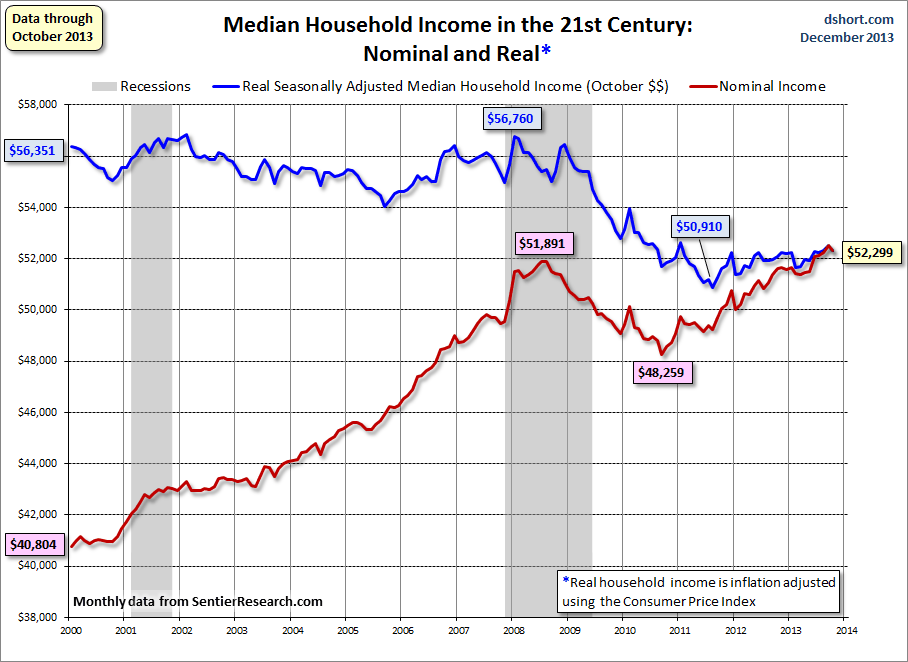 Data through
October 2013
Median Household Income in the 21st Century:
Nominal and Real*
dshort.com
December 2013
Recessions
Real Seasonally Adjusted Median Household Income (October $$)
Nominal Income
$58,000
$54,000
$52,000
$50,000
$48,000
$46,000
$44,000
$42,000
$40,000
$38,000
$56,351
$56,760
$50,910
$51,891
$52,299
$48,259
$40,804
*Real household income is inflation adjusted
using the Consumer Price Index
Monthly data from SentierResearch.com
2000 2001 2002 2003 2004 2005 2006 2007 2008 2009 2010 2011 2012 2013 2014